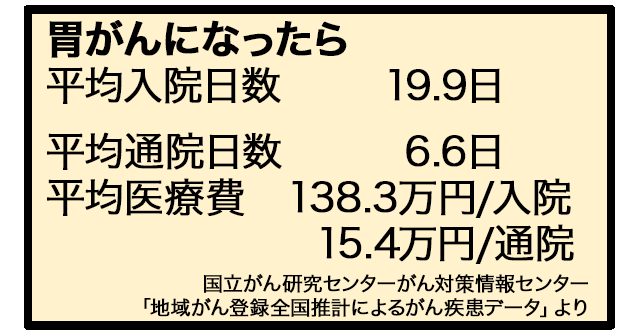 胃がんになったら
平均入院日数 19.9日
平均通院日数 6.6日
平均医療費 138.3万円/入院
15.4万円/通院
国立がん研究センターがん対策情報センター
「地域がん登録全国推計によるがん疾患データ」より